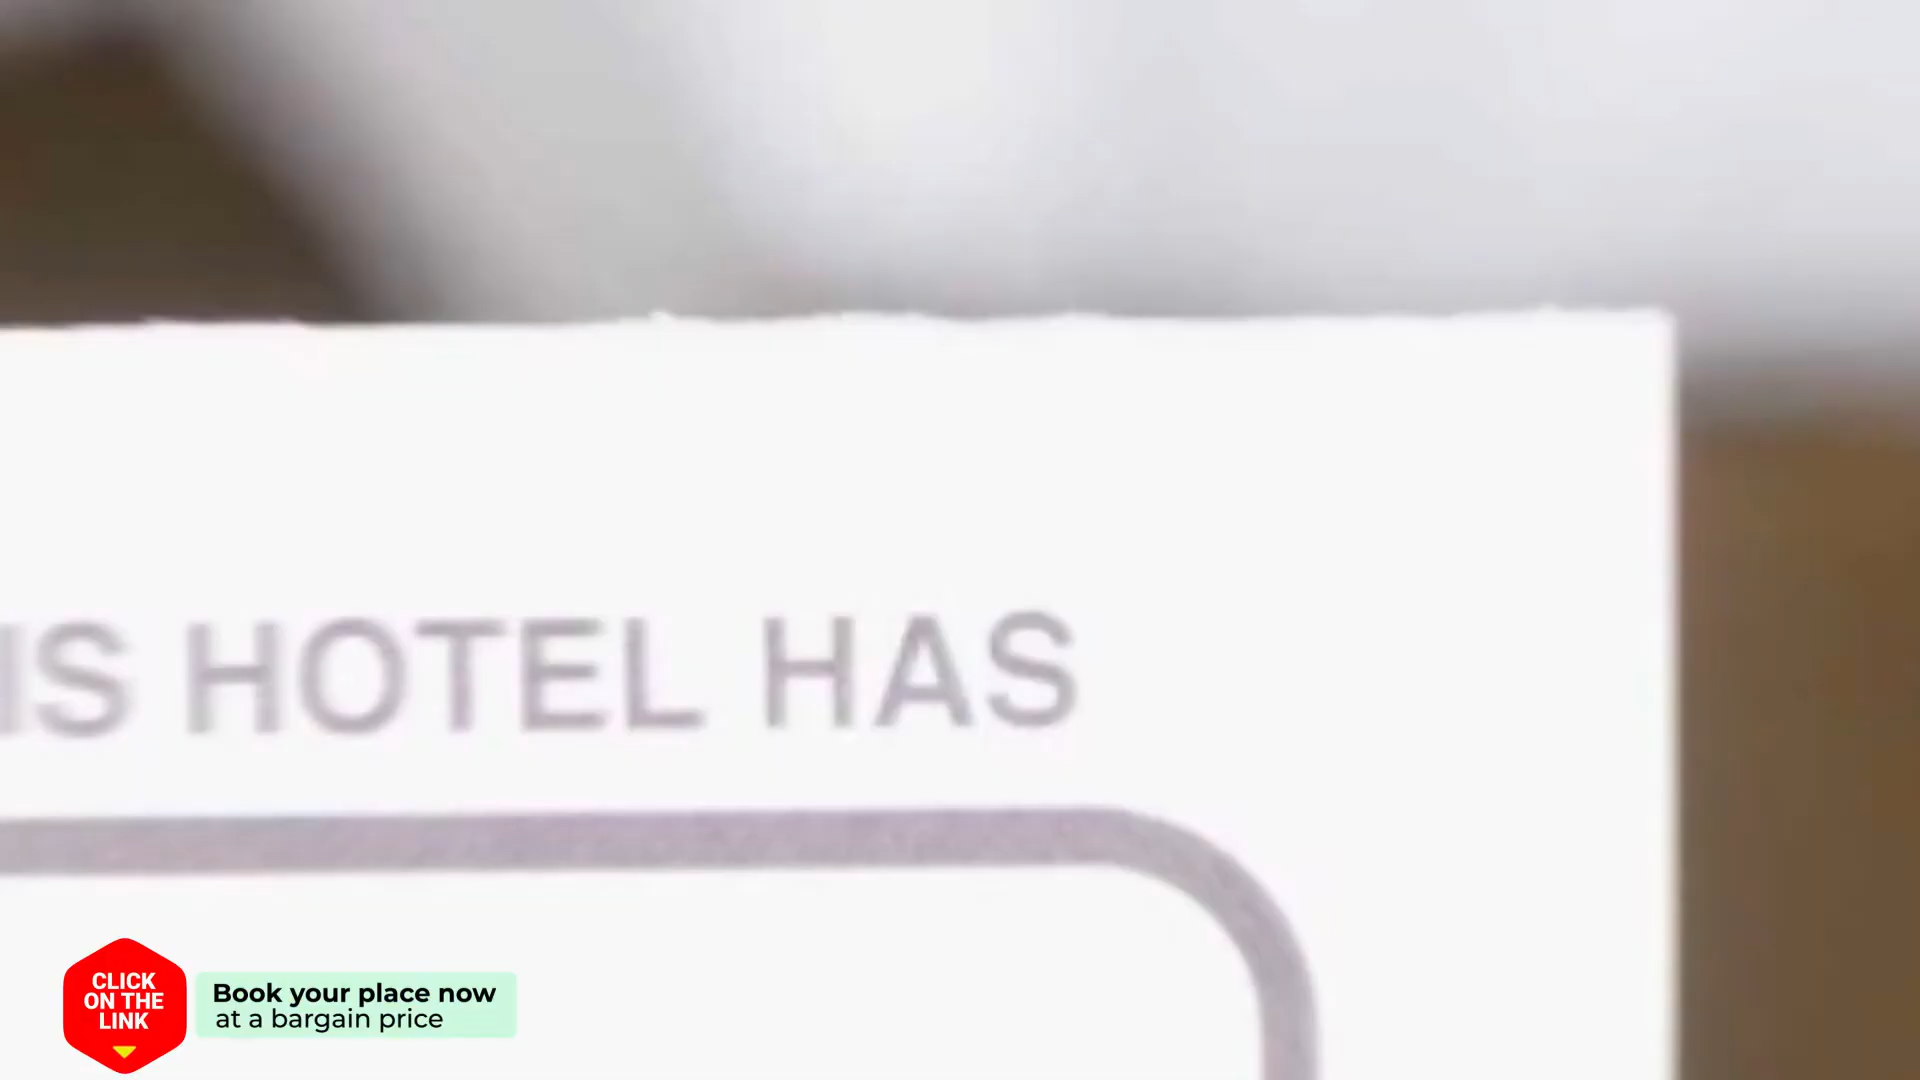 IS HOTEL HAS
CLICK
ON THE
LINK
Book your place now
at a bargain price